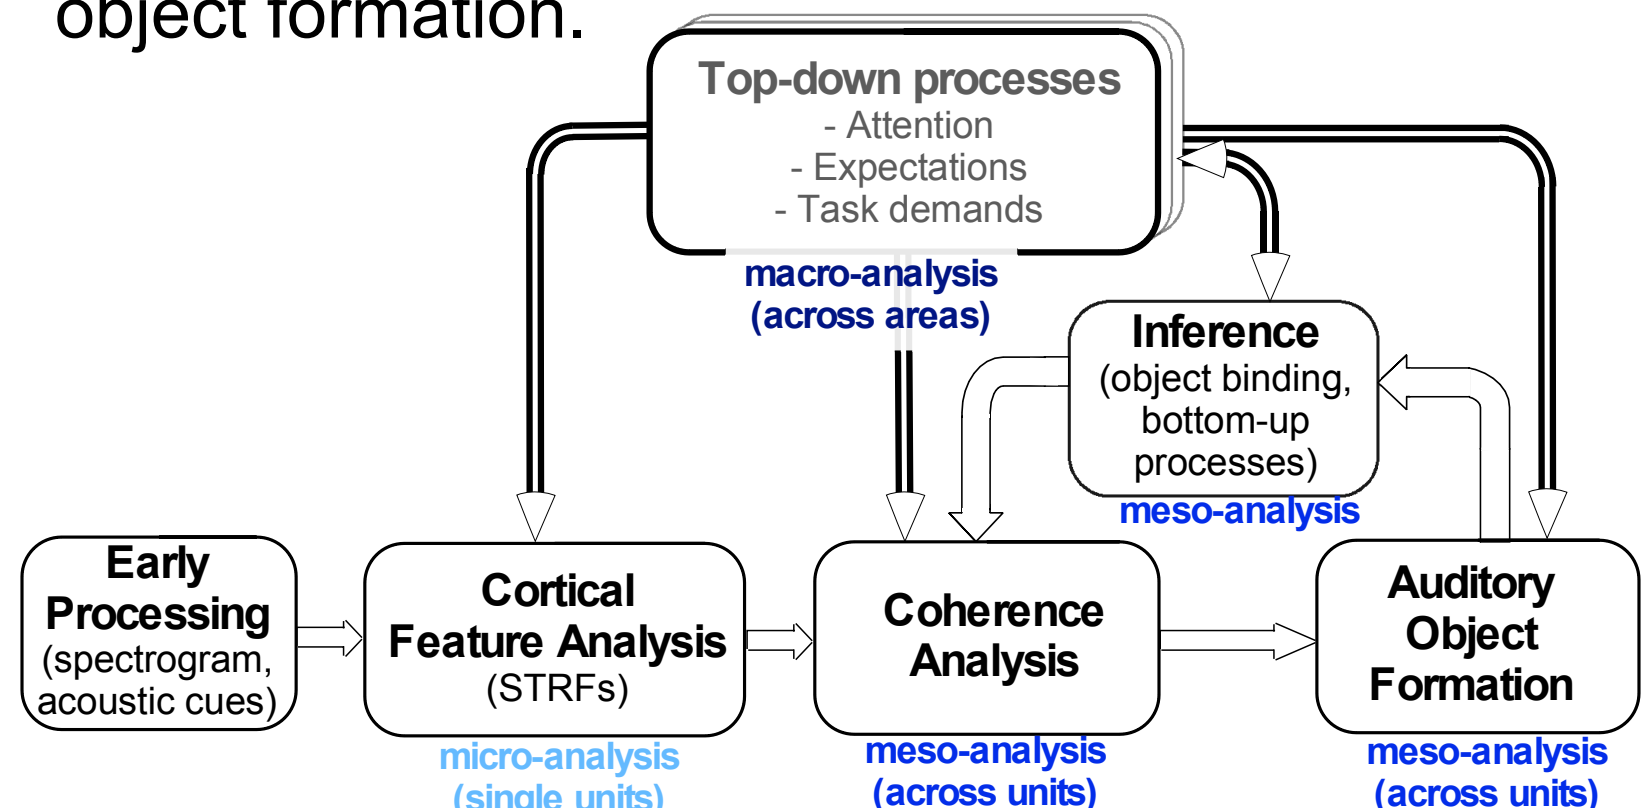 object formation.
Top-down processes
- Attention
- Expectations
- Task demands
macro-analysis
(across areas)
Inference
(object binding,
bottom-up
processes)
meso-analysis
Early
Processing
(spectrogram,
acoustic cues)
Cortical
Feature Analysis
(STRFs)
micro-analysis
(single units)
Coherence
Analysis
meso-analysis
(across units)
Auditory
Object
Formation
meso-analysis
(across units)